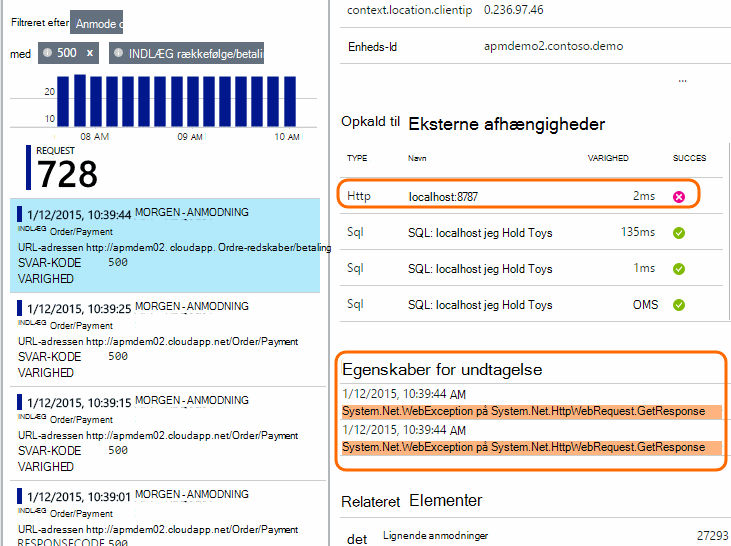 Filtreret efter Anmode o
med 500 x INDLÆG rækkefølge/betali
20
10
08 AM 09 AM 10 AM
REQUEST
728
1/12/2015, 10:39:44 MORGEN-ANMODNING
INDLÆG Order/Payment
URL-adressen http://apmdem02. cloudapp. Ordre-redskaber/betaling
SVAR-KODE 500
VARIGHED
1/12/2015, 10:39:25 MORGEN-ANMODNING
INDLÆG Order/Payment
URL-adressen http://apmdem02.cloudapp.net/Order/Payment
SVAR-KODE 500
VARIGHED
1/12/2015, 10:39:15 MORGEN-ANMODNING
INDLÆG Order/Payment
URL-adressen http://apmdem02.cloudapp.net/Order/Payment
SVAR-KODE 500
VARIGHED
1/12/2015, 10:39:01 MORGEN-ANMODNING
INDLÆG Order/Payment
URL-adressen http://apmdem02.cloudapp.net/Order/Payment
RESPONSECODE 500
context.location.clientip 0.236.97.46
Enheds-Id apmdemo2.contoso.demo
...
Opkald til Eksterne afhængigheder
TYPE Navn VARIGHED SUCCES
Http localhost:8787 2ms
Sql SQL: localhost jeg Hold Toys 135ms
Sql SQL: localhost jeg Hold Toys 1ms
Sql SQL: localhost jeg Hold Toys OMS
Egenskaber for undtagelse
1/12/2015, 10:39:44 AM
System.Net.WebException på System.Net.HttpWebRequest.GetResponse
1/12/2015, 10:39:44 AM
System.Net.WebException på System.Net.HttpWebRequest.GetResponse
Relateret Elementer
det Lignende anmodninger 27293